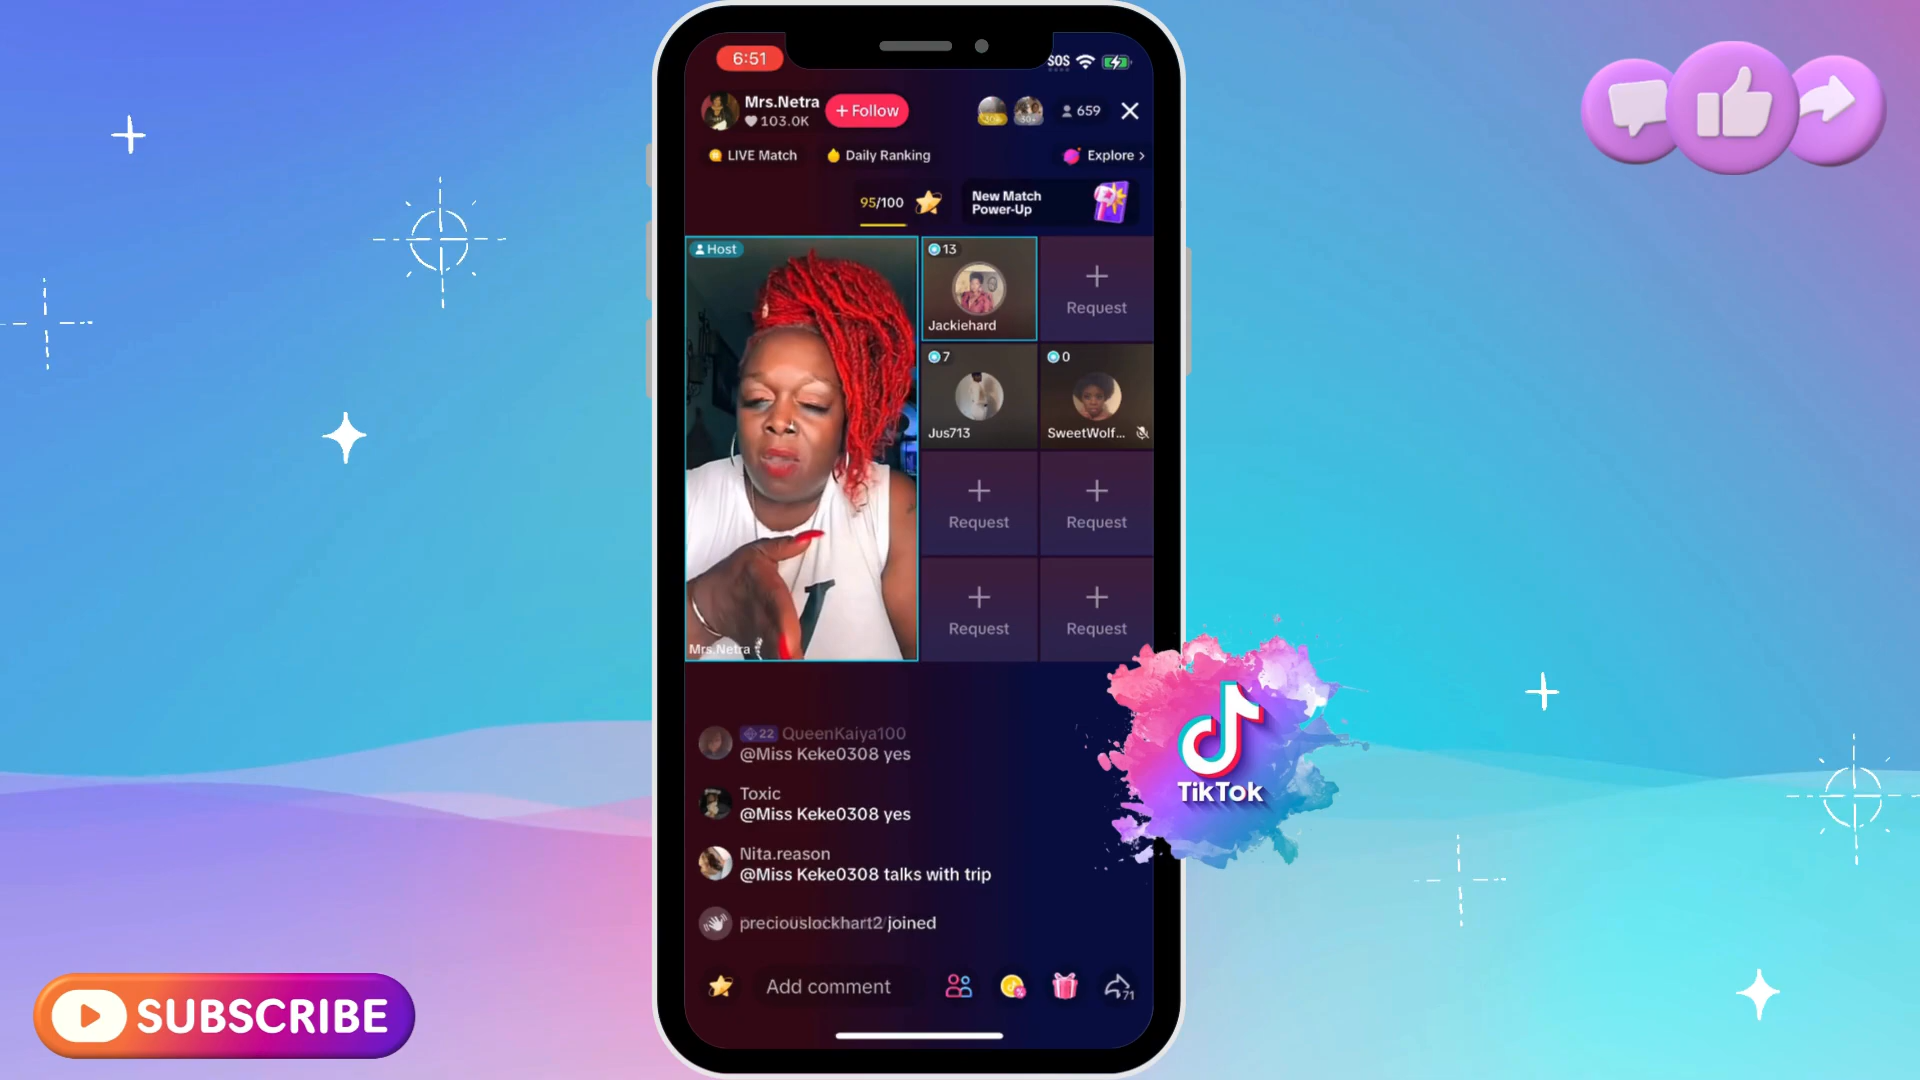 6:51
SOS
Mrs.Netra
103.0K
+ Follow
30+
30+
659
LIVE Match
Daily Ranking
Explore >
95/100
New Match
Power-Up
Host
13
Jackiehard
Request
7
Jus713
0
SweetWolf...
Request
Request
Request
Request
Mrs.Netra
22 QueenKaiya100
@Miss Keke0308 yes
Toxic
@Miss Keke0308 yes
Nita.reason
@Miss Keke0308 talks with trip
preciouslockhart2 joined
Add comment
71
TikTok
SUBSCRIBE